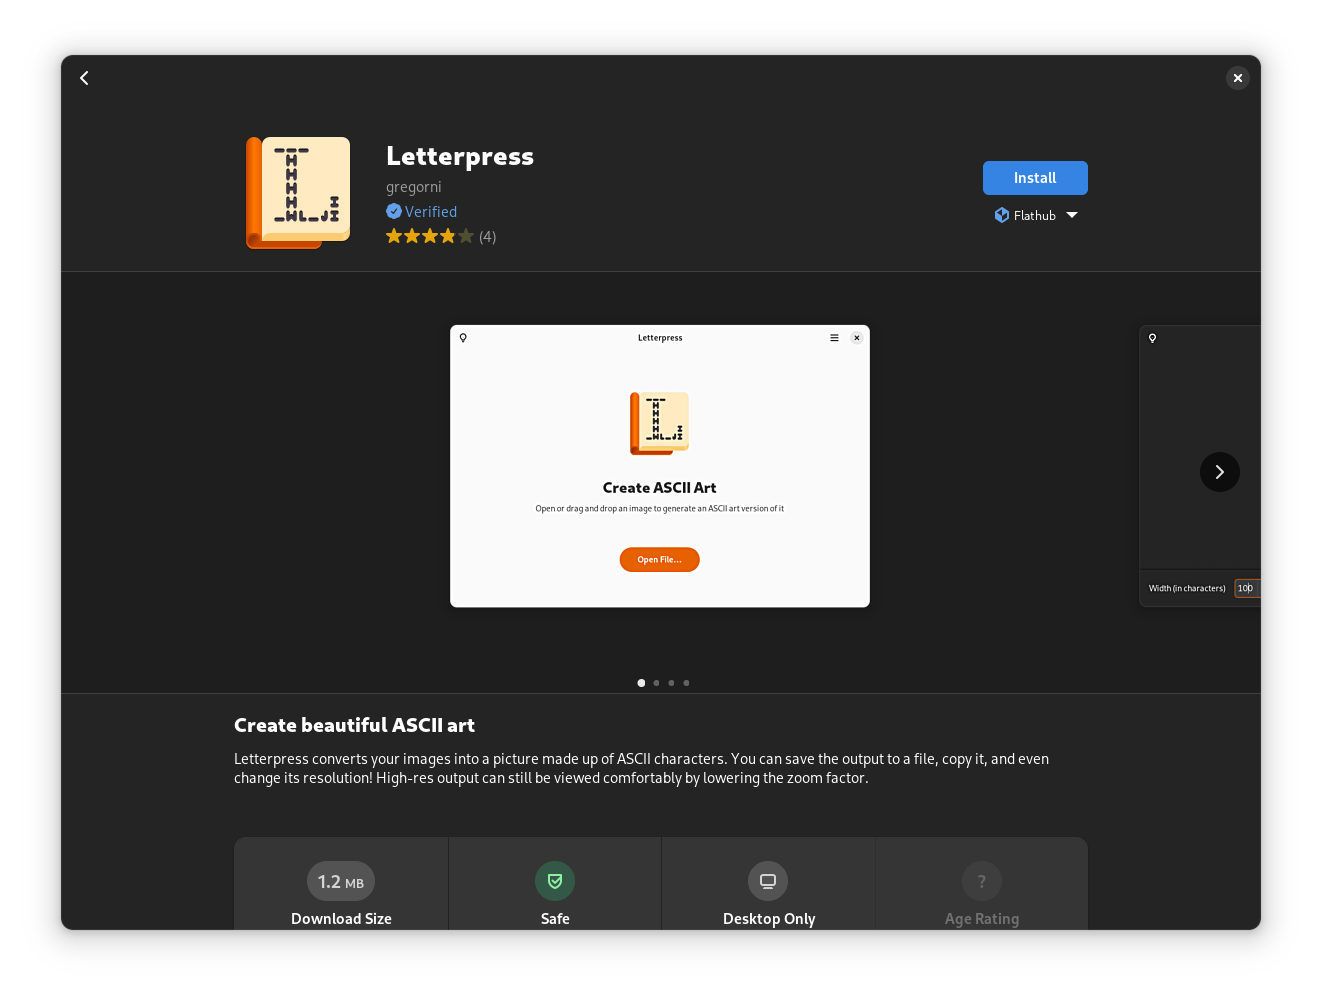 Letterpress
gregorni
Verified
(4)
Install
Flathub
Letterpress
Create ASCII Art
Open or drag and drop an image to generate an ASCII art version of it
Open File...
Width (in characters) 100
Create beautiful ASCII art
Letterpress converts your images into a picture made up of ASCII characters. You can save the output to a file, copy it, and even
change its resolution! High-res output can still be viewed comfortably by lowering the zoom factor.
1.2 MB
Download Size
Safe
Desktop Only
?
Age Rating